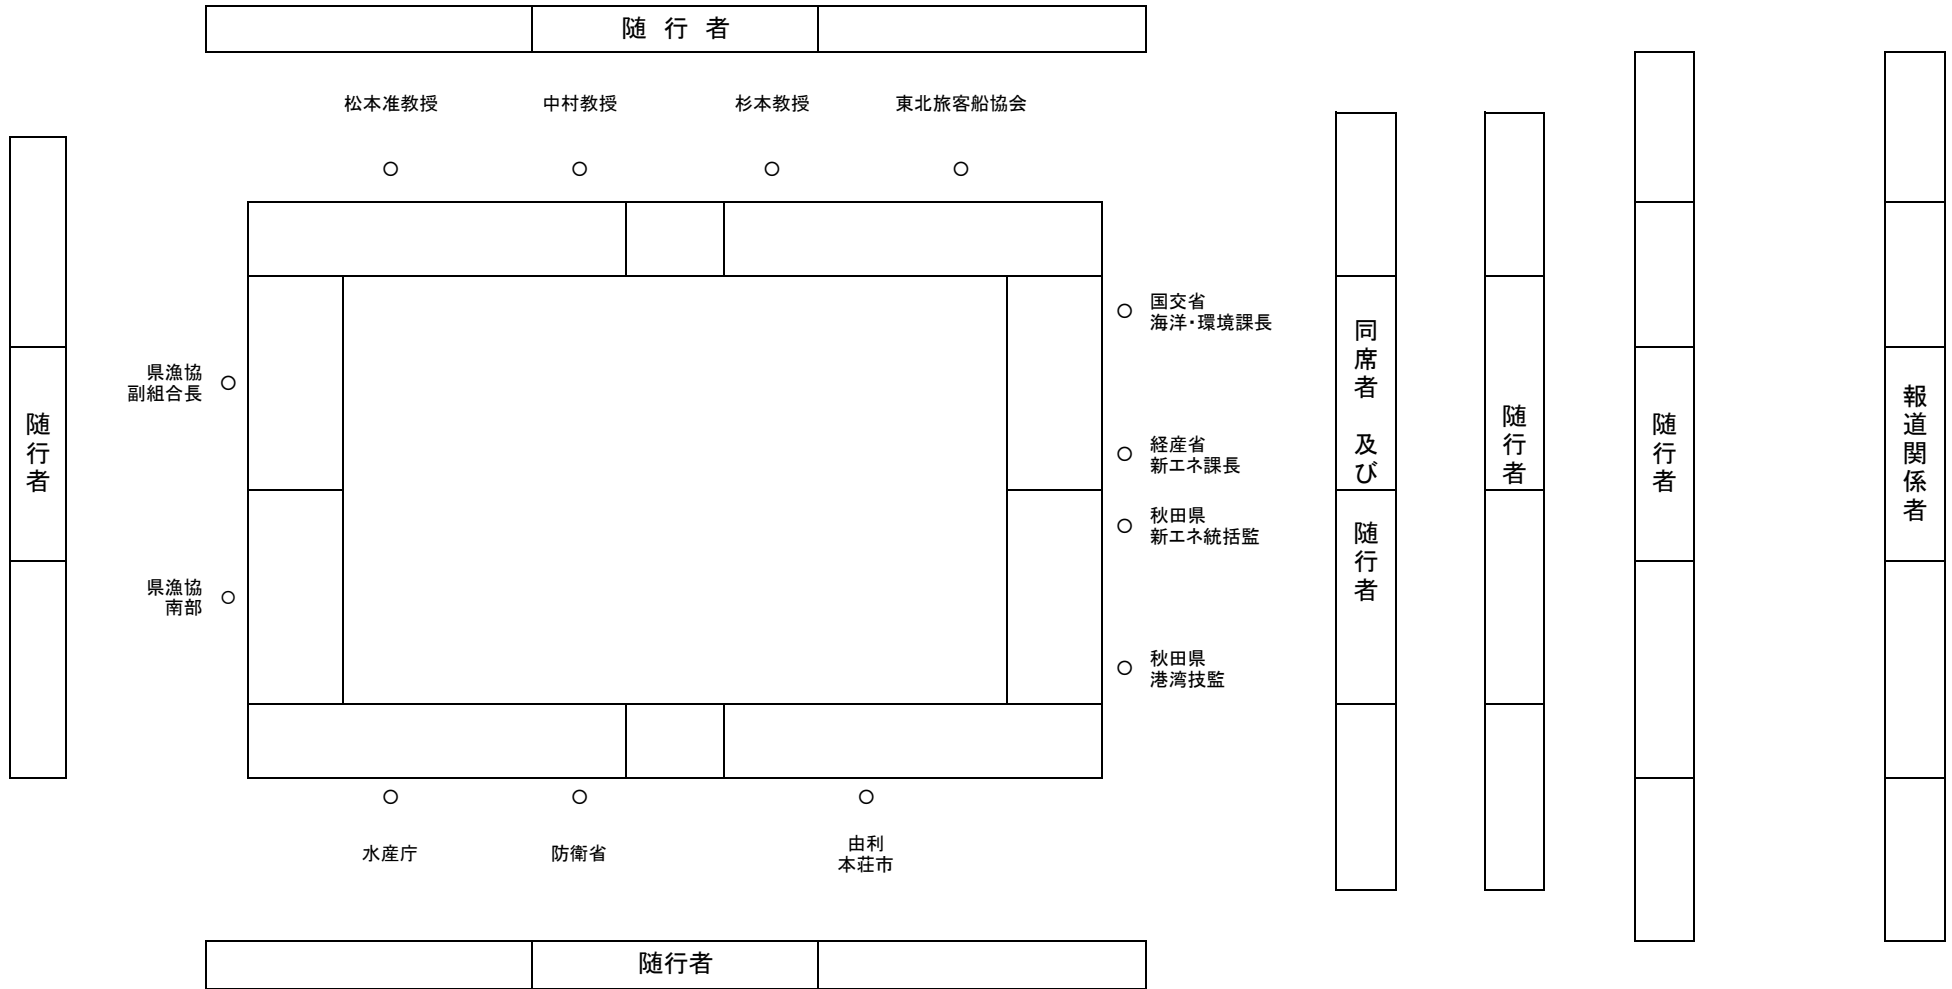 随 行 者
松本准教授
中村教授
杉本教授
東北旅客船協会
国交省
海洋・環境課長
県漁協
副組合長
経産省
新エネ課長
秋田県
新エネ統括監
県漁協
南部
秋田県
港湾技監
随行者
同席者 及び 随行者
随行者
随行者
報道関係者
水産庁
防衛省
由利
本荘市
随行者